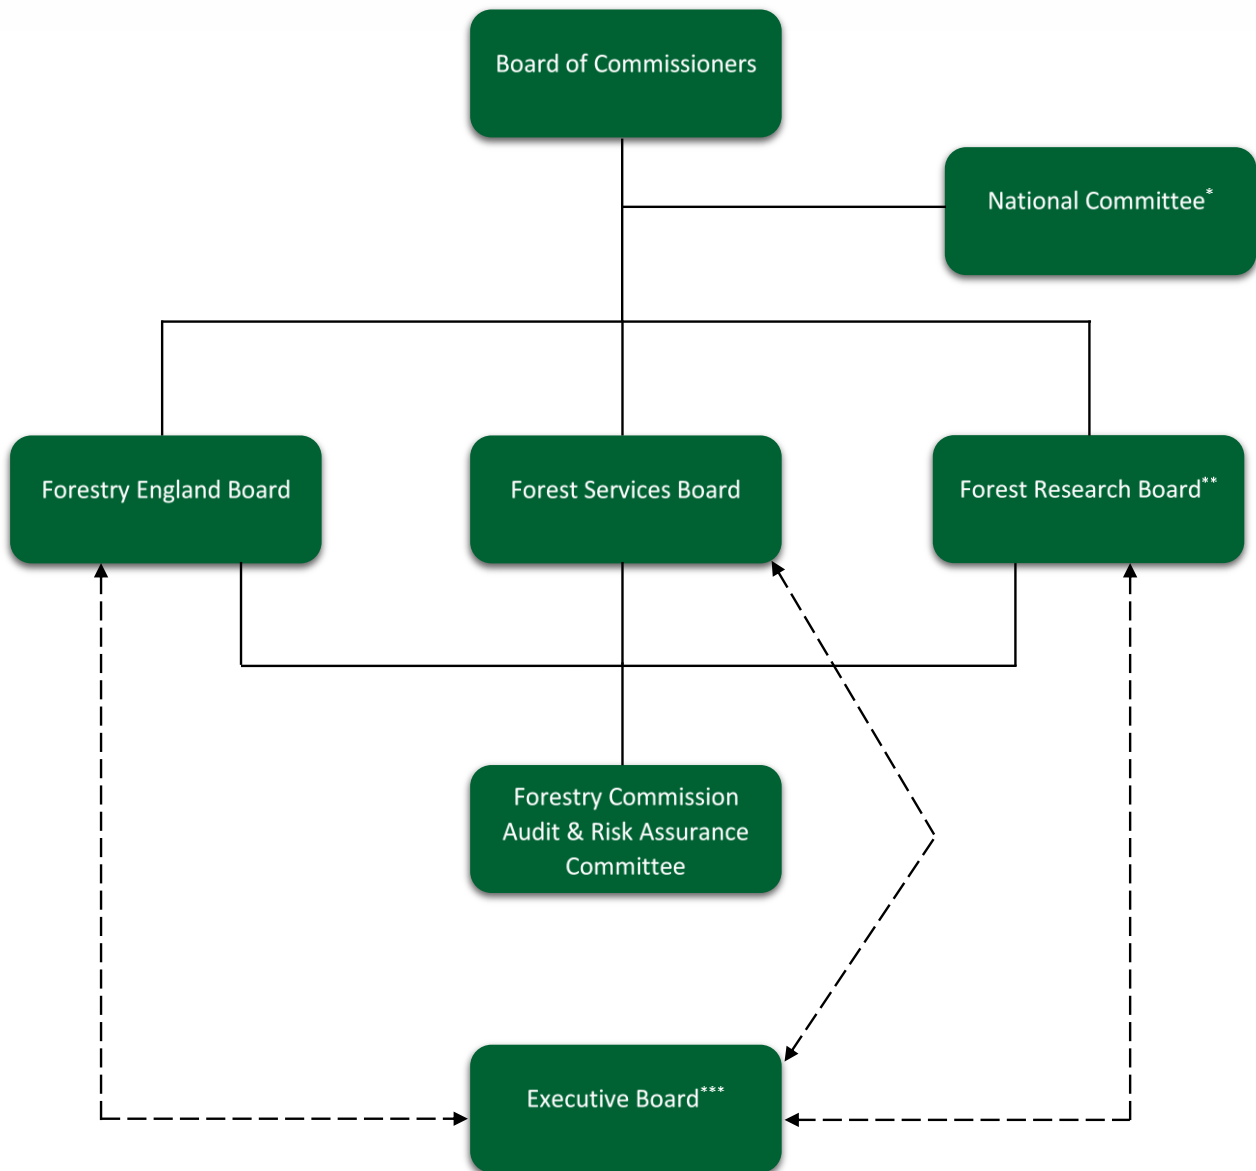 Board of Commissioners
National Committee*
Forestry England Board
Forest Services Board
Forest Research Board**
Forestry Commission
Audit & Risk Assurance
Committee
Executive Board***